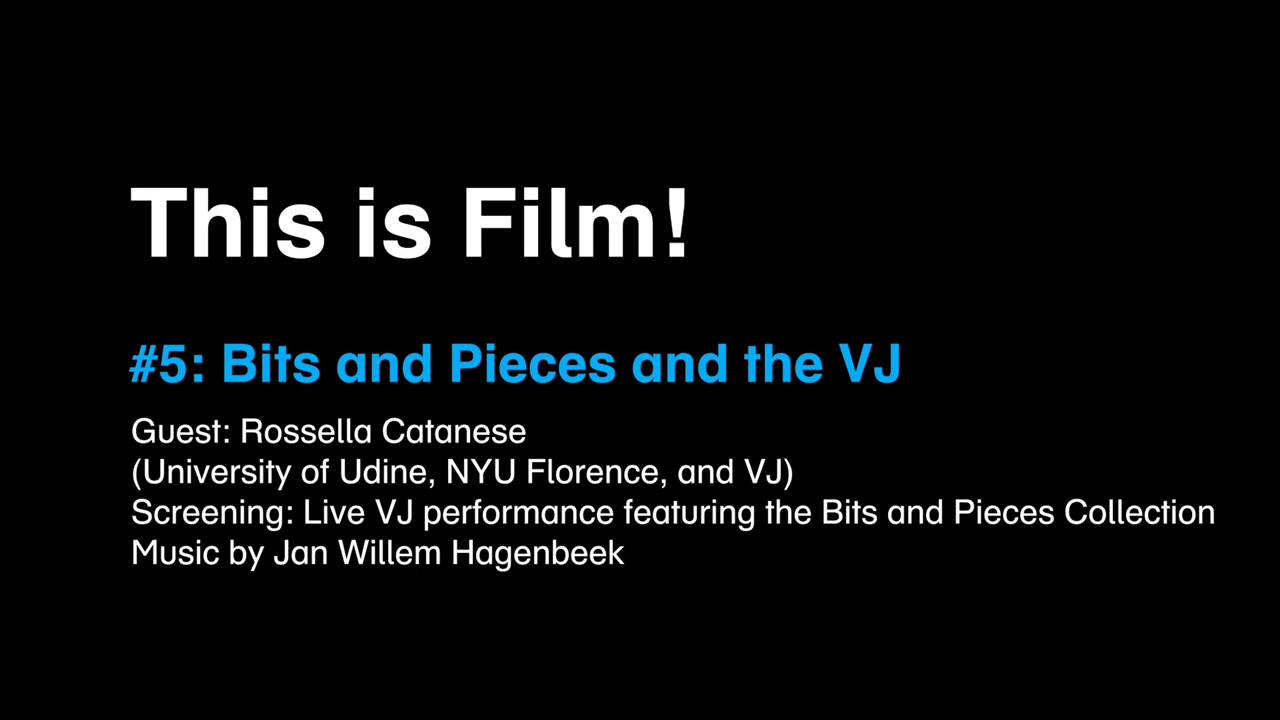 This is Film!
#5: Bits and Pieces and the VJ
Guest: Rossella Catanese
(University of Udine, NYU Florence, and VJ)
Screening: Live VJ performance featuring the Bits and Pieces Collection
Music by Jan Willem Hagenbeek